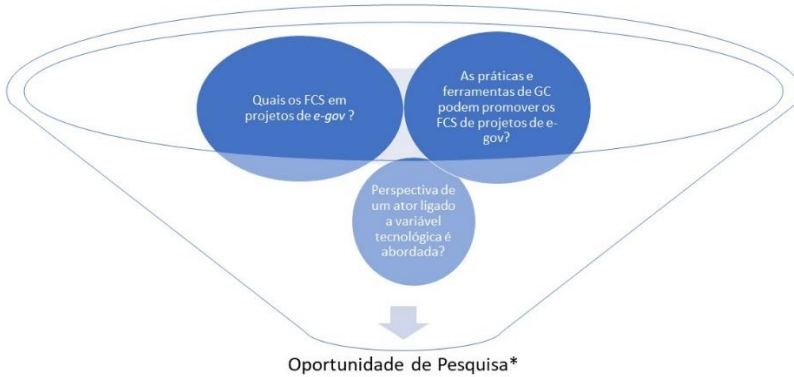 Quais os FCS em
projetos de e-gov ?
As práticas e
ferramentas de GC
podem promover os
FCS de projetos de e-
gov?
Perspectiva de
um ator ligado
a variável
tecnológica é
abordada?
Oportunidade de Pesquisa*